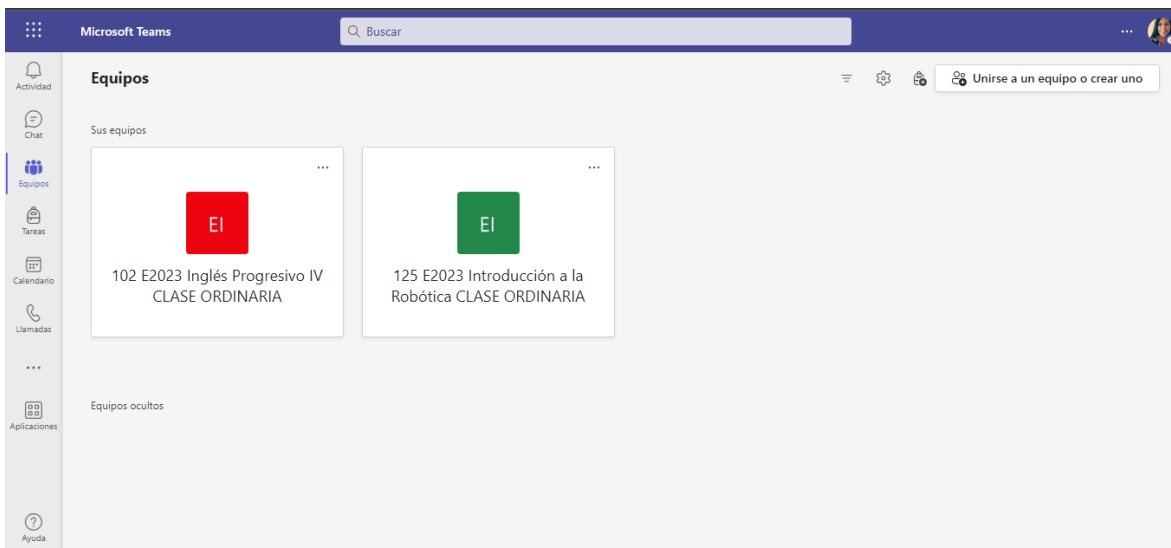 Microsoft Teams
Buscar
Actividad
Chat
Equipos
Tareas
Calendario
Llamadas
Aplicaciones
Ayuda
Equipos
Unirse a un equipo o crear uno
Sus equipos
EI
102 E2023 Inglés Progresivo IV
CLASE ORDINARIA
EI
125 E2023 Introducción a la
Robótica CLASE ORDINARIA
Equipos ocultos